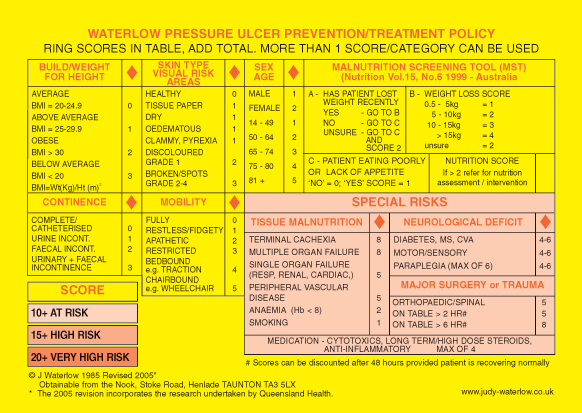 WATERLOW PRESSURE ULCER PREVENTION/TREATMENT POLICY
RING SCORES IN TABLE, ADD TOTAL. MORE THAN 1 SCORE/CATEGORY CAN BE USED
BUILD/WEIGHT
FOR HEIGHT
AVERAGE
BMI = 20-24.9 0
ABOVE AVERAGE
BMI = 25-29.9 1
OBESE
BMI > 30 2
BELOW AVERAGE
BMI < 20 3
BMI=Wt(Kg)/Ht (m)²
SKIN TYPE
VISUAL RISK
AREAS
HEALTHY 0
TISSUE PAPER 1
DRY 1
OEDEMATOUS 1
CLAMMY, PYREXIA 1
DISCOLOURED
GRADE 1 2
BROKEN/SPOTS
GRADE 2-4 3
SEX
AGE
MALE 1
FEMALE 2
14 - 49 1
50 - 64 2
65 - 74 3
75 - 80 4
81 + 5
MALNUTRITION SCREENING TOOL (MST)
(Nutrition Vol.15, No.6 1999 - Australia
A - HAS PATIENT LOST
WEIGHT RECENTLY
YES - GO TO B
NO - GO TO C
UNSURE - GO TO C
AND
SCORE 2
B - WEIGHT LOSS SCORE
0.5 - 5kg = 1
5 - 10kg = 2
10 - 15kg = 3
> 15kg = 4
unsure = 2
C - PATIENT EATING POORLY
OR LACK OF APPETITE
'NO' = 0; 'YES' SCORE = 1
NUTRITION SCORE
If > 2 refer for nutrition
assessment / intervention
CONTINENCE
COMPLETE/
CATHETERISED 0
URINE INCONT. 1
FAECAL INCONT. 2
URINARY + FAECAL
INCONTINENCE 3
MOBILITY
FULLY 0
RESTLESS/FIDGETY 1
APATHETIC 2
RESTRICTED 3
BEDBOUND
e.g. TRACTION 4
CHAIRBOUND
e.g. WHEELCHAIR 5
SPECIAL RISKS
TISSUE MALNUTRITION
TERMINAL CACHEXIA 8
MULTIPLE ORGAN FAILURE 8
SINGLE ORGAN FAILURE
(RESP, RENAL, CARDIAC,) 5
PERIPHERAL VASCULAR
DISEASE 5
ANAEMIA (Hb < 8) 2
SMOKING 1
NEUROLOGICAL DEFICIT
DIABETES, MS, CVA 4-6
MOTOR/SENSORY 4-6
PARAPLEGIA (MAX OF 6) 4-6
MAJOR SURGERY or TRAUMA
ORTHOPAEDIC/SPINAL 5
ON TABLE > 2 HR# 5
ON TABLE > 6 HR# 8
MEDICATION - CYTOTOXICS, LONG TERM/HIGH DOSE STEROIDS,
ANTI-INFLAMMATORY MAX OF 4
SCORE
10+ AT RISK
15+ HIGH RISK
20+ VERY HIGH RISK
# Scores can be discounted after 48 hours provided patient is recovering normally
© J Waterlow 1985 Revised 2005*
Obtainable from the Nook, Stoke Road, Henlade TAUNTON TA3 5LX
* The 2005 revision incorporates the research undertaken by Queensland Health.
www.judy-waterlow.co.uk